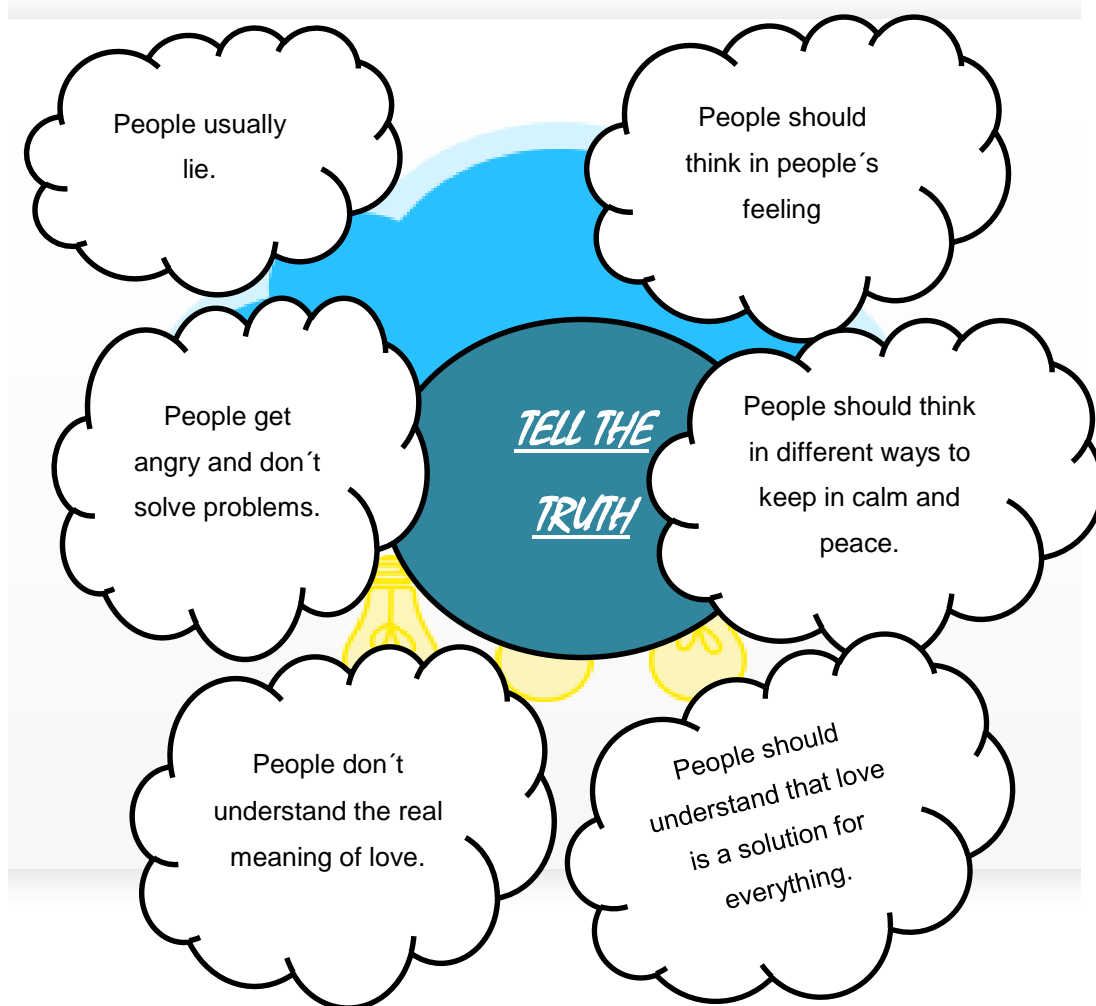 People usually
lie.
People should
think in people´s
feeling
People get
angry and don´t
solve problems.
TELL THE
TRUTH
People should think
in different ways to
keep in calm and
peace.
People don´t
understand the real
meaning of love.
People should
understand that love
is a solution for
everything.